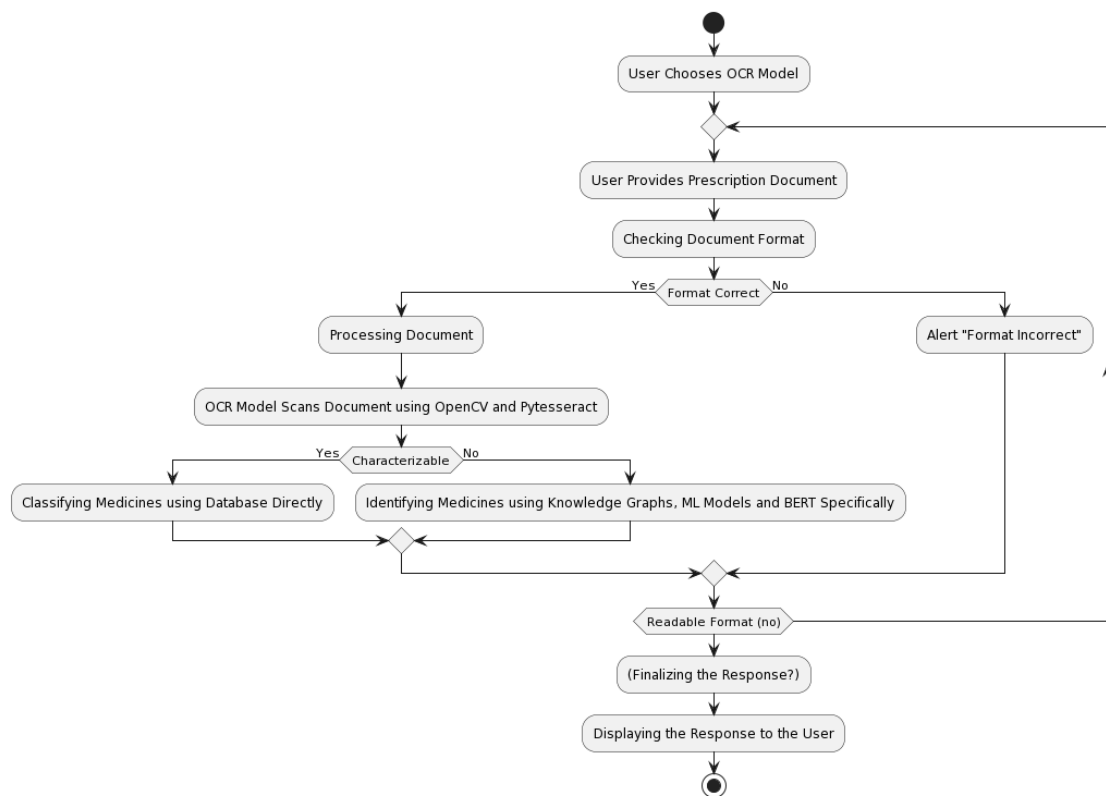 User Chooses OCR Model
User Provides Prescription Document
Checking Document Format
Yes
Format Correct
No
Processing Document
Alert "Format Incorrect"
OCR Model Scans Document using OpenCV and Pytesseract
Yes
Characterizable
No
Classifying Medicines using Database Directly
Identifying Medicines using Knowledge Graphs, ML Models and BERT Specifically
Readable Format (no)
(Finalizing the Response?)
Displaying the Response to the User